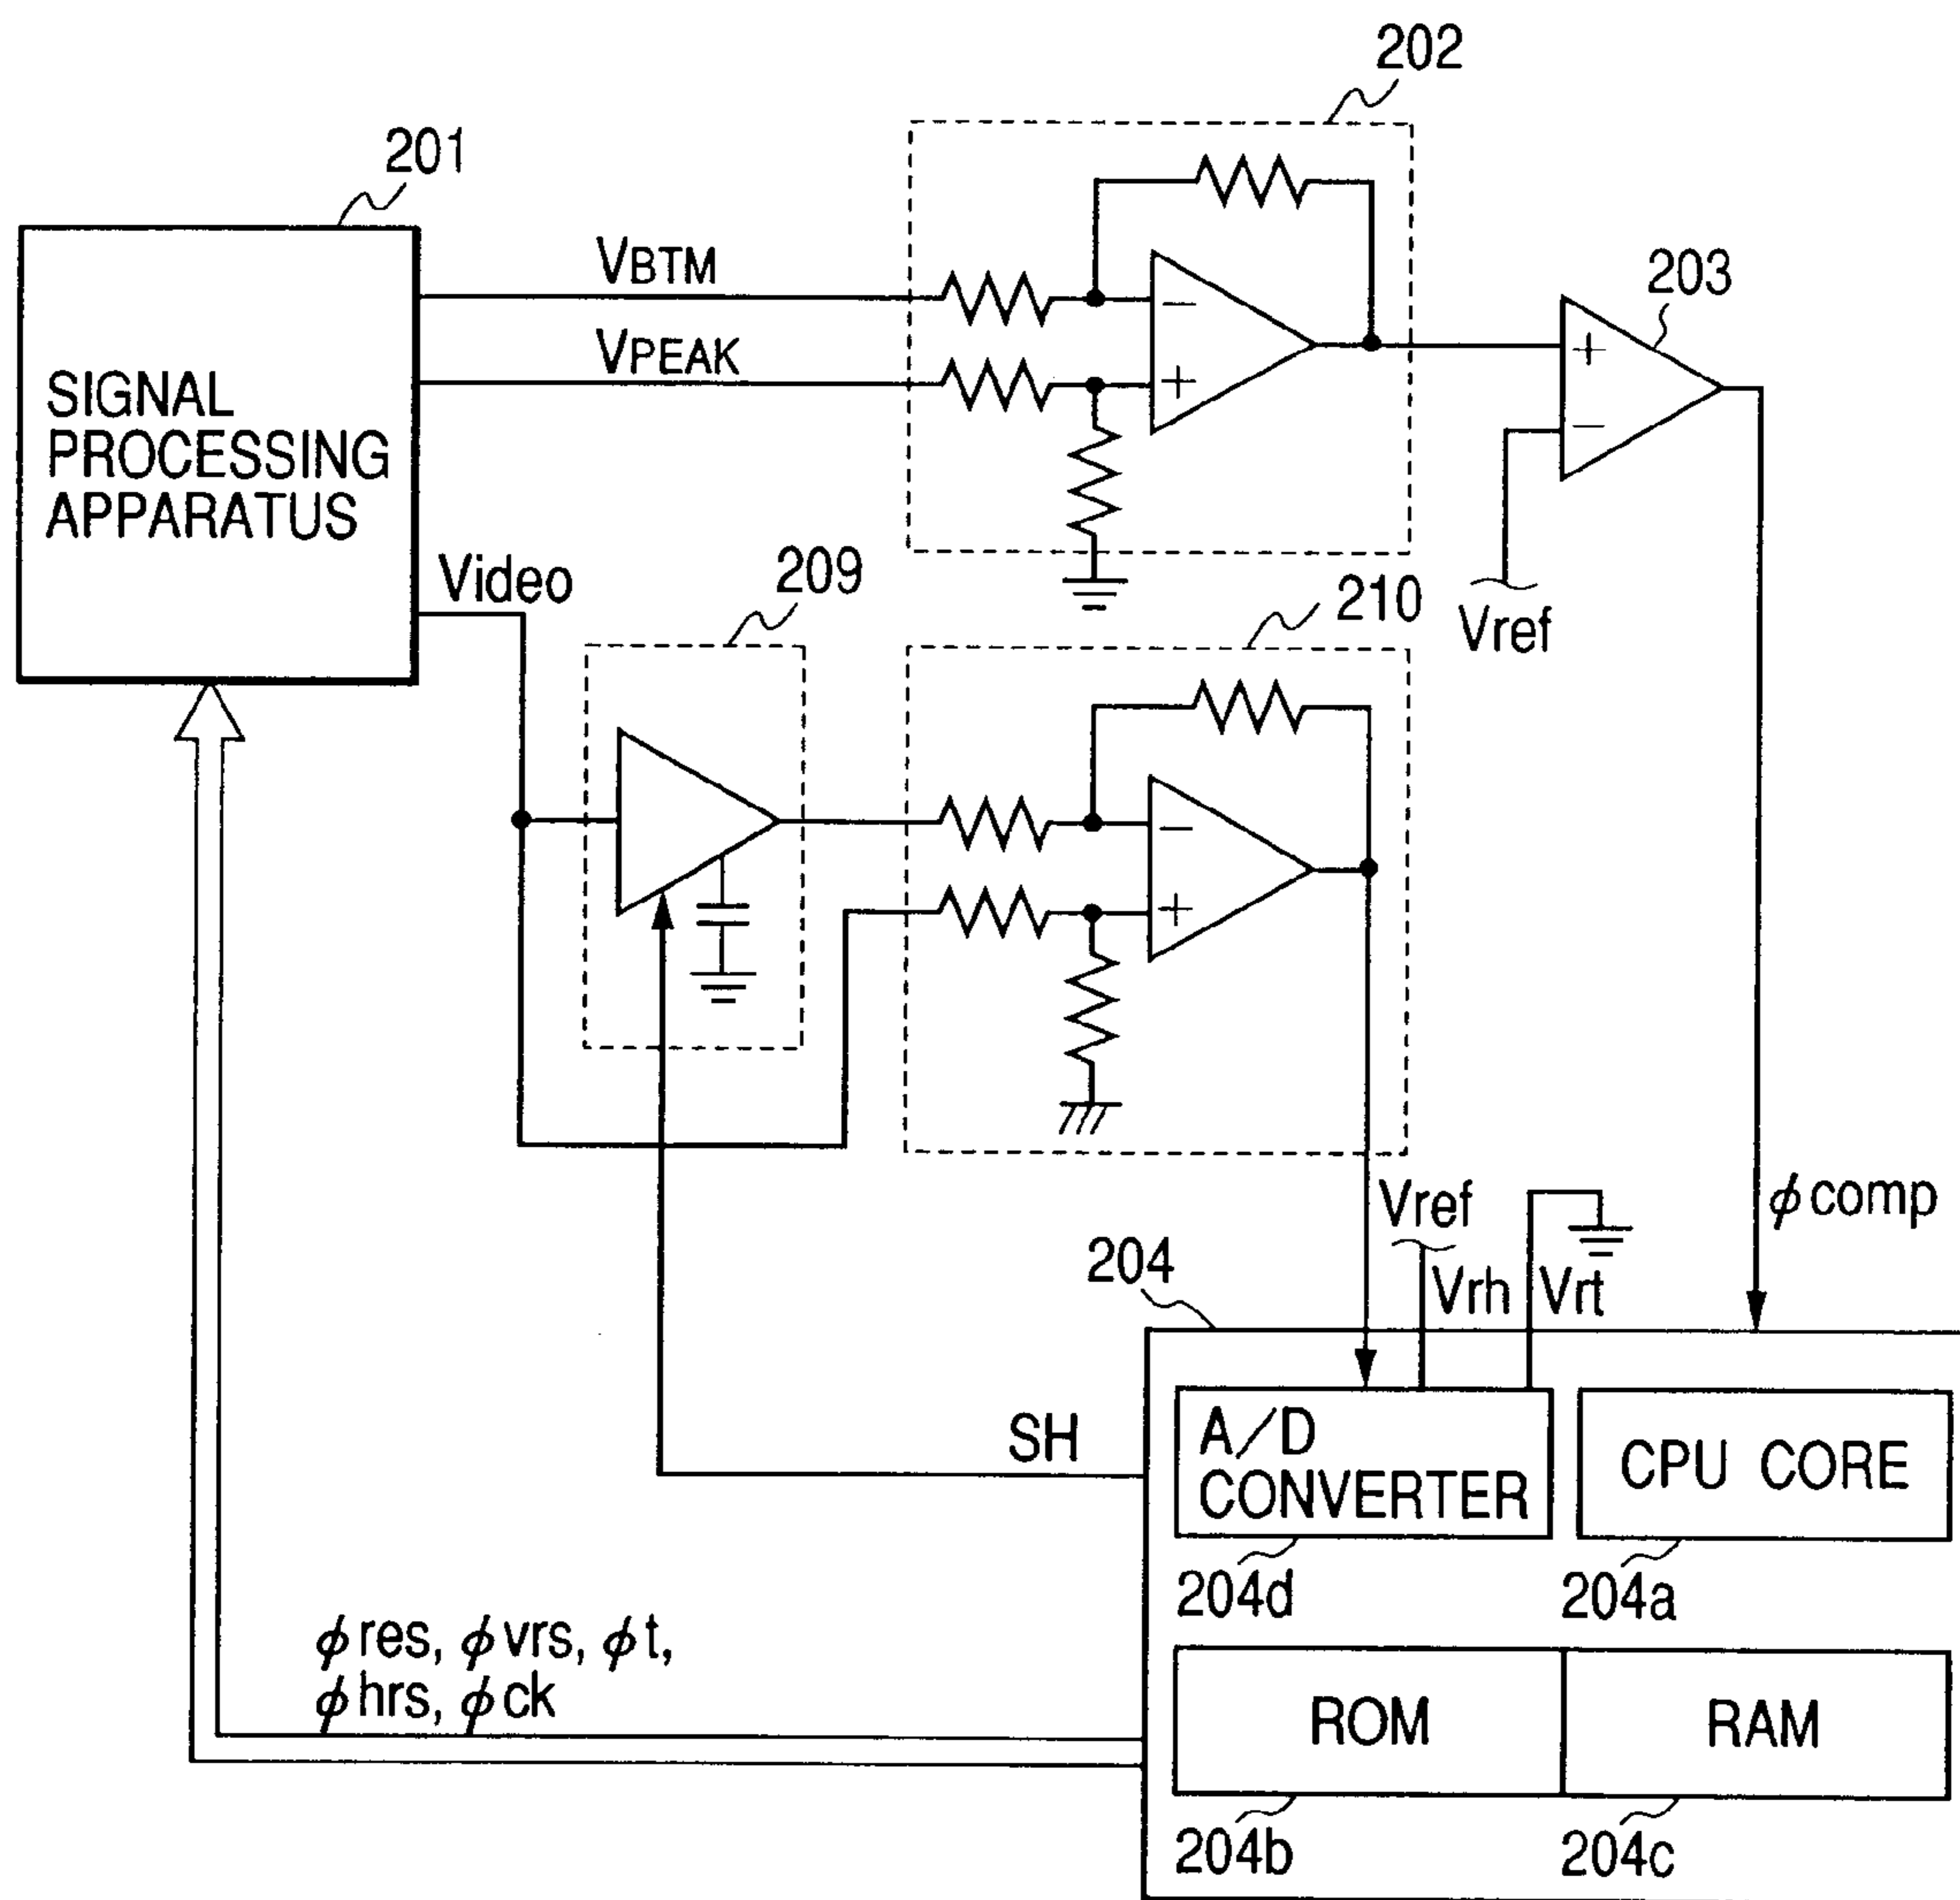 202
201
VBTM
203
VPEAK
+
−
+
−
SIGNAL
PROCESSING
APPARATUS
Video
209
210
Vref
−
+
Vref
ϕcomp
204
Vrh
Vrt
SH
A/D
CONVERTER
CPU CORE
204d
204a
ϕres, ϕvrs, ϕt,
ϕhrs, ϕck
ROM
RAM
204b
204c